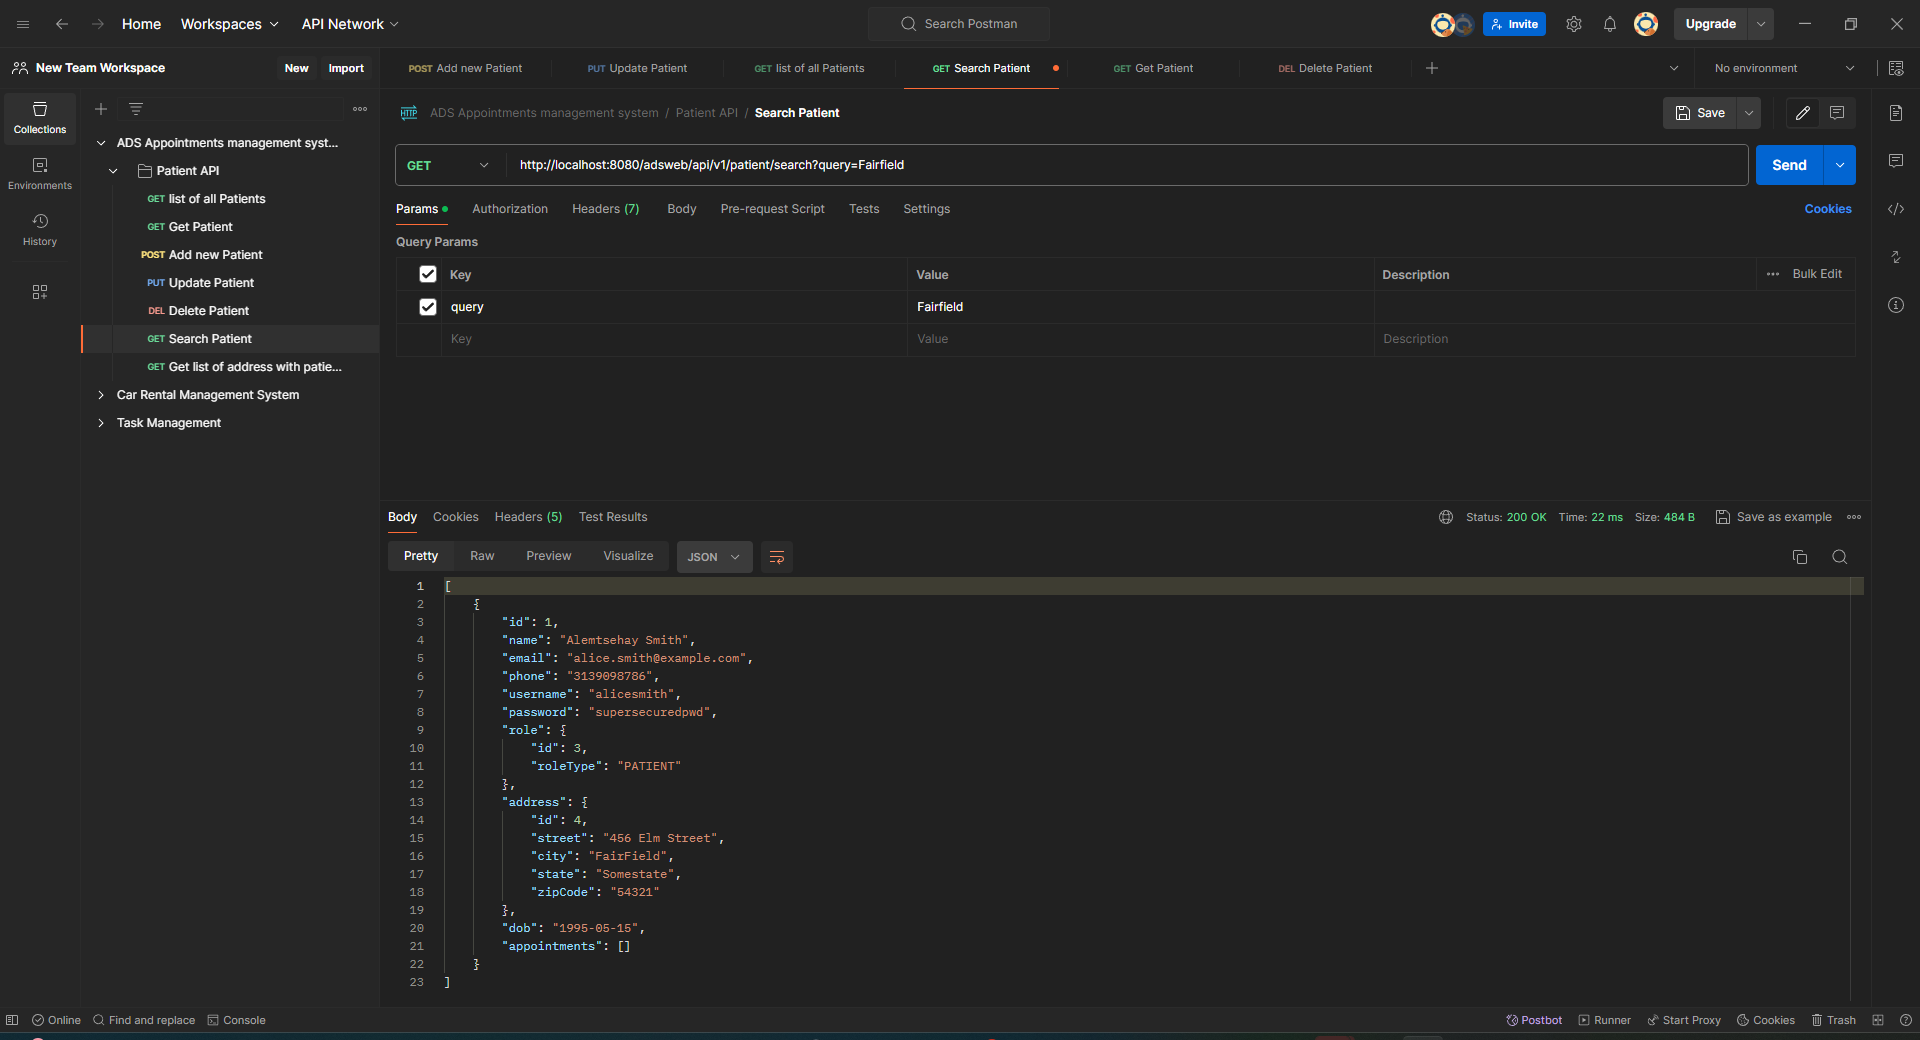 Home Workspaces API Network Search Postman Invite Upgrade
New Team Workspace New Import POST Add new Patient PUT Update Patient GET list of all Patients GET Search Patient GET Get Patient DEL Delete Patient No environment
Collections
Environments
History
ADS Appointments management syst...
Patient API
GET list of all Patients
GET Get Patient
POST Add new Patient
PUT Update Patient
DEL Delete Patient
GET Search Patient
GET Get list of address with patie...
Car Rental Management System
Task Management
HTTP ADS Appointments management system / Patient API / Search Patient Save
GET http://localhost:8080/adsweb/api/v1/patient/search?query=Fairfield Send
Params Authorization Headers (7) Body Pre-request Script Tests Settings Cookies
Query Params
Key Value Description Bulk Edit
query Fairfield
Key Value Description
Body Cookies Headers (5) Test Results Status: 200 OK Time: 22 ms Size: 484 B Save as example
Pretty Raw Preview Visualize JSON
1 [
2 {
3 "id": 1,
4 "name": "Alemtsehay Smith",
5 "email": "alice.smith@example.com",
6 "phone": "3139098786",
7 "username": "alicesmith",
8 "password": "supersecuredpwd",
9 "role": {
10 "id": 3,
11 "roleType": "PATIENT"
12 },
13 "address": {
14 "id": 4,
15 "street": "456 Elm Street",
16 "city": "FairField",
17 "state": "Somestate",
18 "zipCode": "54321"
19 },
20 "dob": "1995-05-15",
21 "appointments": []
22 }
23 ]
Online Find and replace Console Postbot Runner Start Proxy Cookies Trash